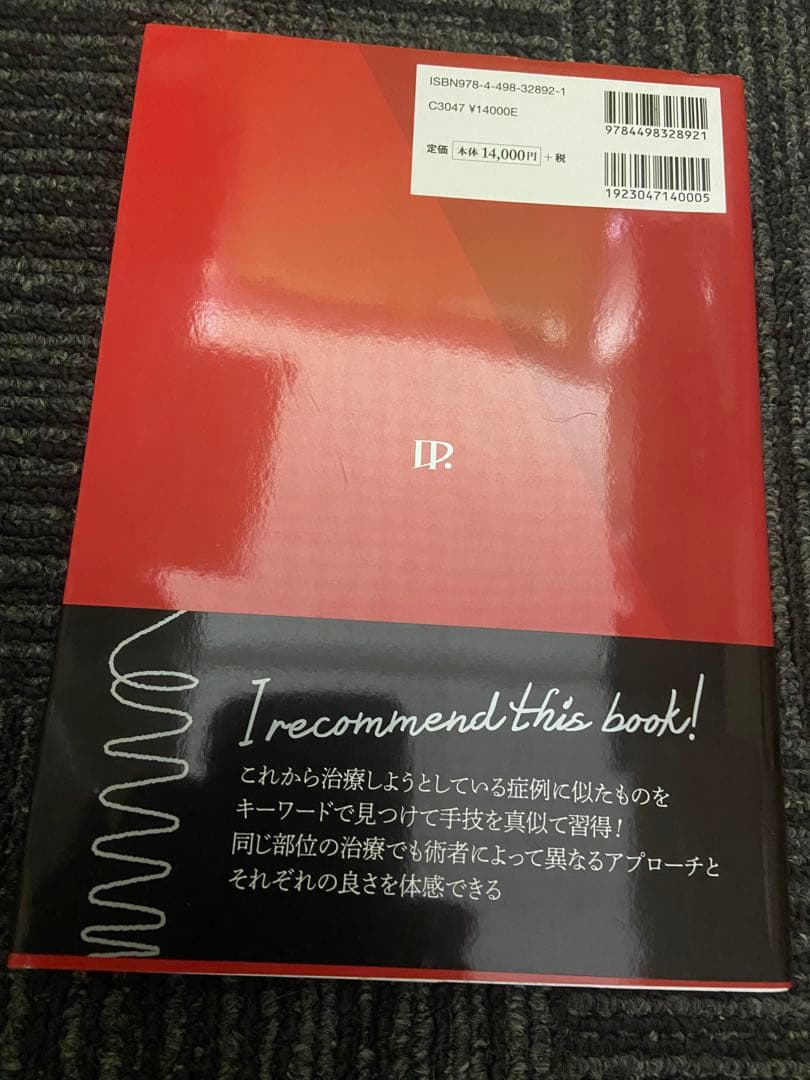 ISBN978-4-498-32892-1
C3047 ¥14000E
定価 本体 14,000円 + 税
9784498328921
1923047140005
I recommend this book!
これから治療しようとしている症例に似たものを
キーワードで見つけて手技を真似て習得!
同じ部位の治療でも術者によって異なるアプローチと
それぞれの良さを体感できる